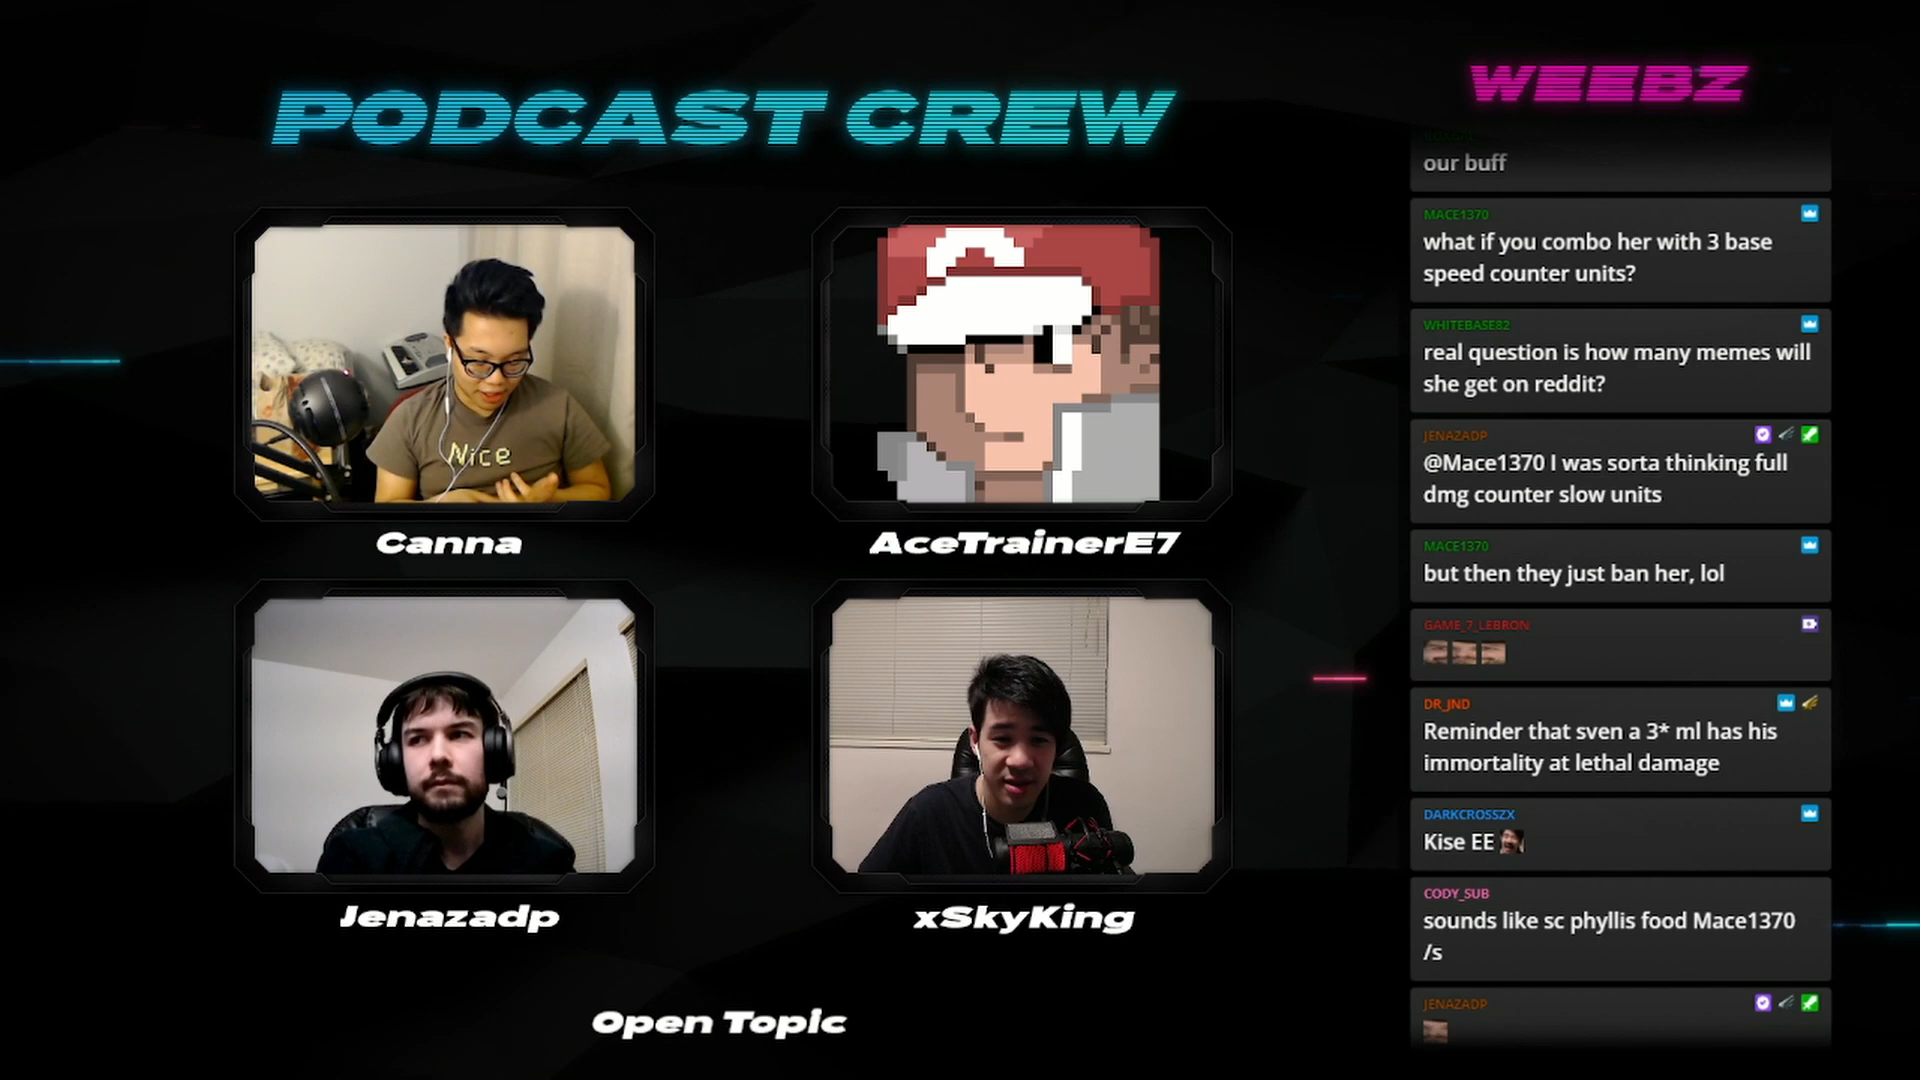 PODCAST CREW
WEEBZ
Nice
Canna
AceTrainerE7
Jenazadp
xSkyKing
Open Topic
our buff
MACE1370
what if you combo her with 3 base
speed counter units?
WHITEBASE82
real question is how many memes will
she get on reddit?
JENAZADP
@Mace1370 I was sorta thinking full
dmg counter slow units
MACE1370
but then they just ban her, lol
GAME_7_LEBRON
DR_JND
Reminder that sven a 3* ml has his
immortality at lethal damage
DARKCROSSZX
Kise EE
CODY_SUB
sounds like sc phyllis food Mace1370
/s
JENAZADP